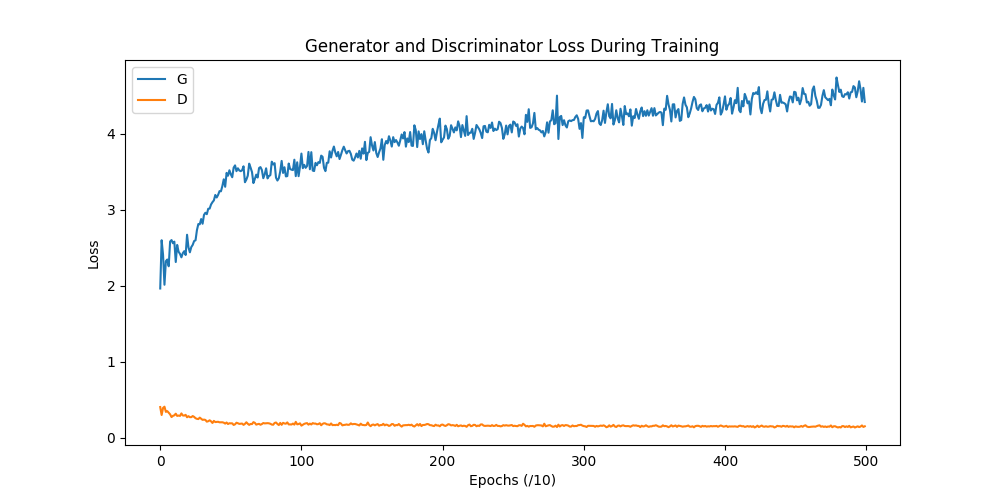 Generator and Discriminator Loss During Training
G
D
Loss
4
3
2
1
0
0 100 200 300 400 500
Epochs (/10)